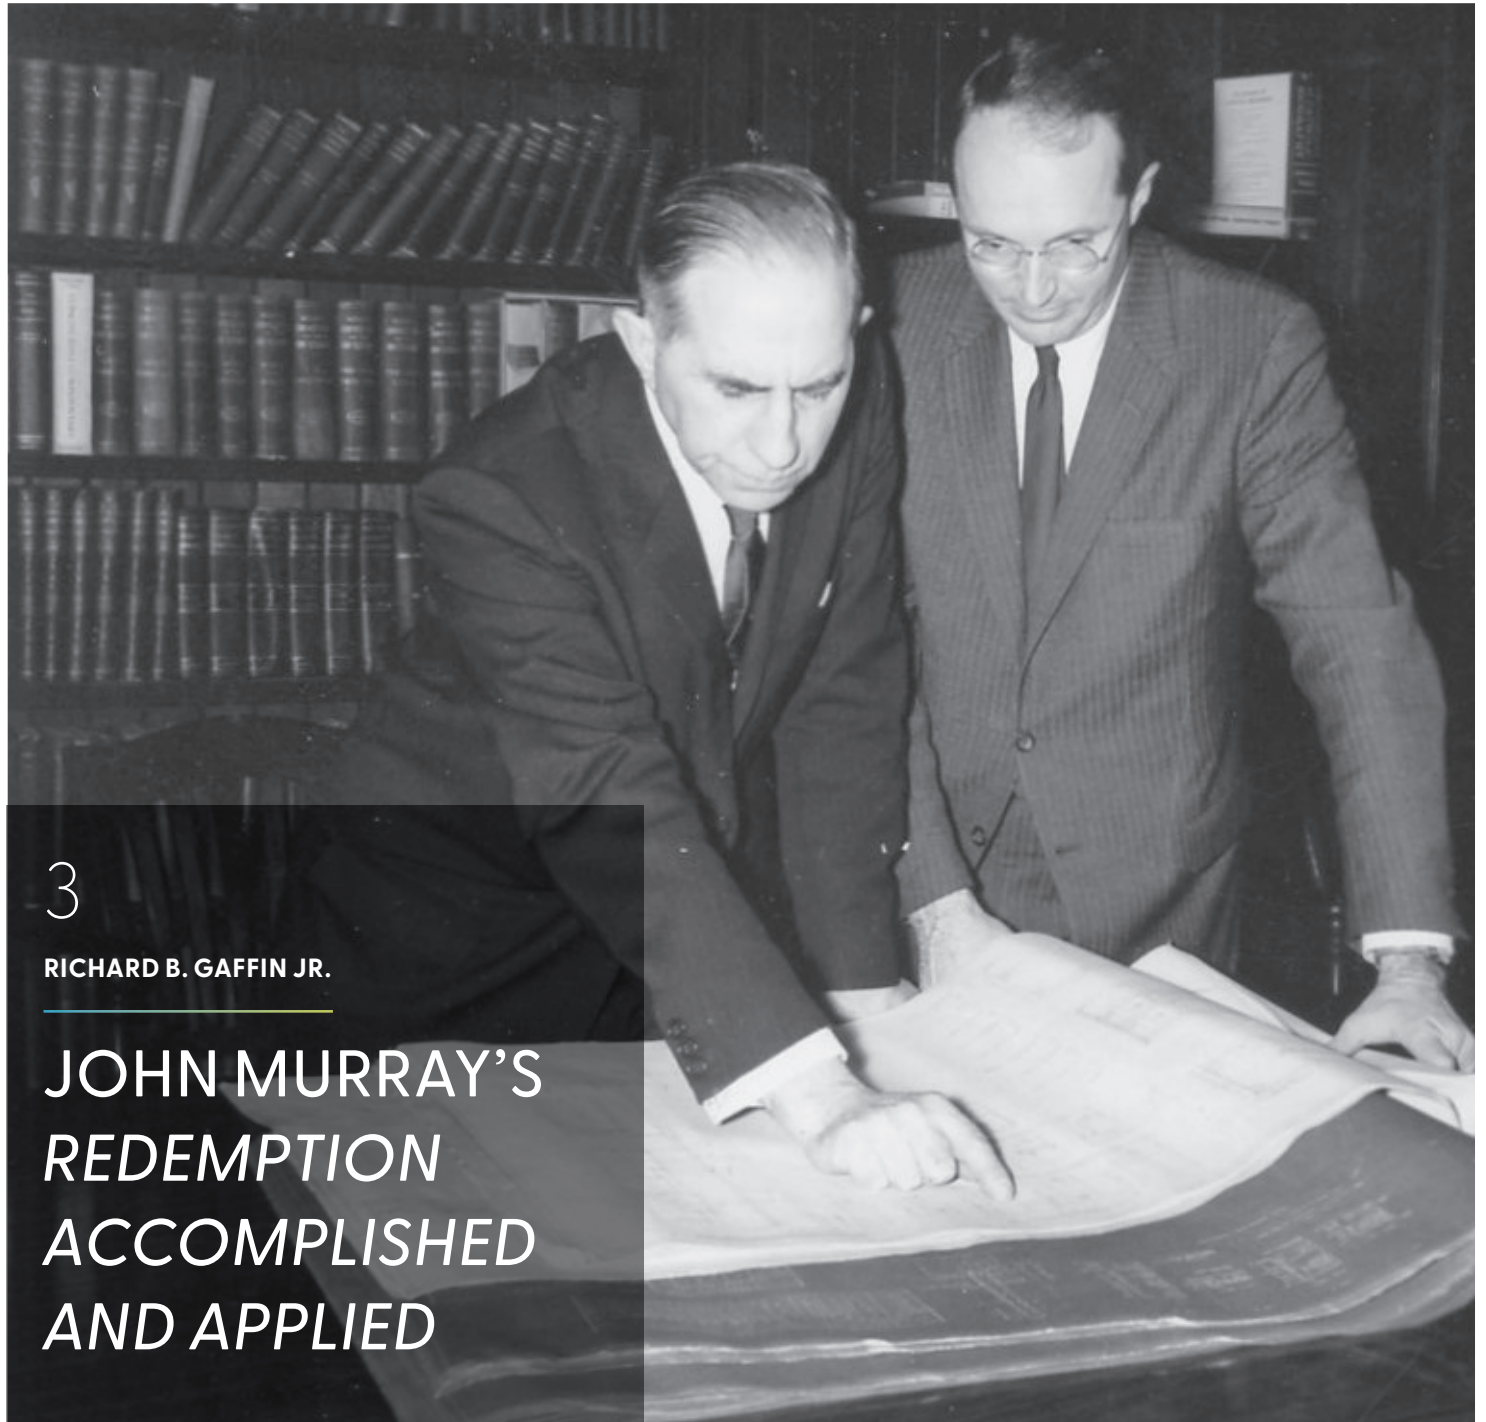 3
RICHARD B. GAFFIN JR.
JOHN MURRAY’S
REDEMPTION
ACCOMPLISHED
AND APPLIED